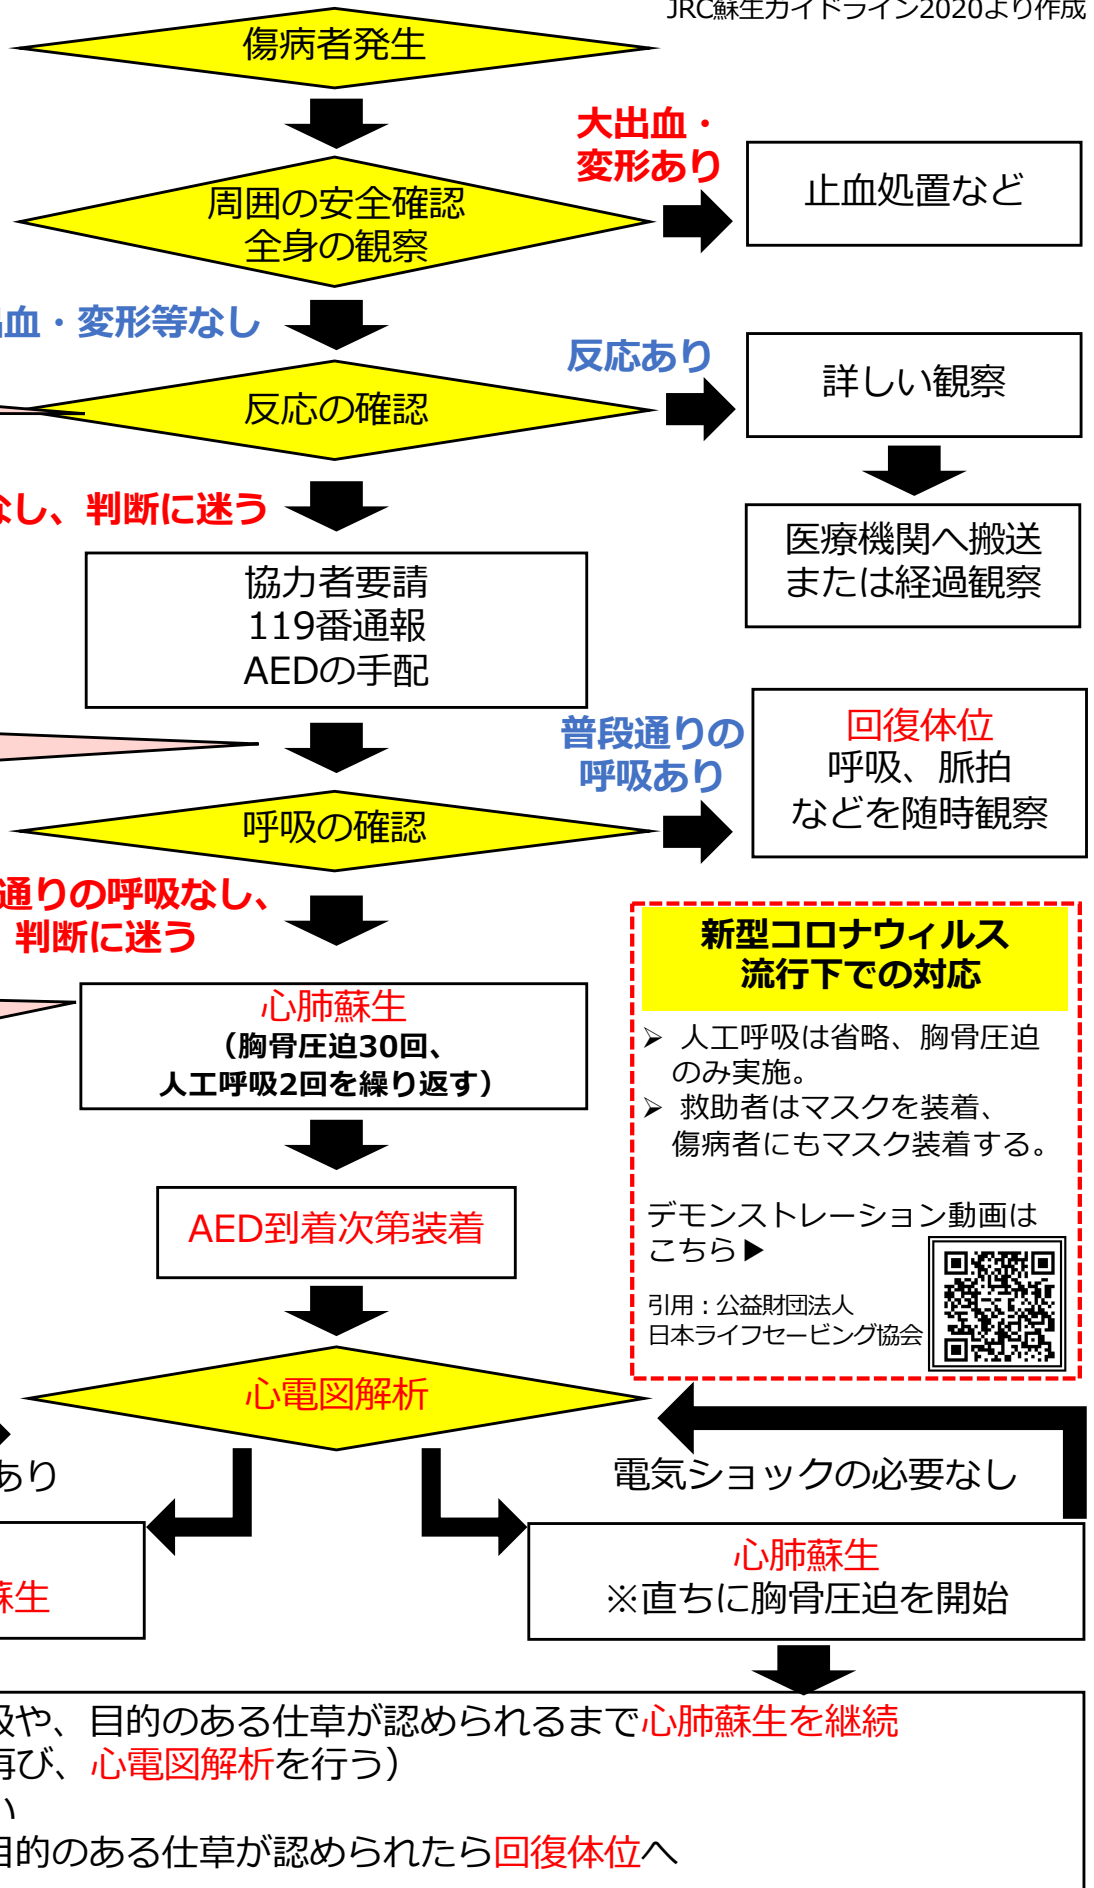 JRC蘇生ガイドライン2020より作成
傷病者発生
大出血・
変形あり
周囲の安全確認
全身の観察
止血処置など
血・変形等なし
反応あり
反応の確認
詳しい観察
なし、判断に迷う
協力者要請
119番通報
AEDの手配
医療機関へ搬送
または経過観察
普段通りの
呼吸あり
回復体位
呼吸、脈拍
などを随時観察
呼吸の確認
通りの呼吸なし、
判断に迷う
心肺蘇生
(胸骨圧迫30回、
人工呼吸2回を繰り返す)
新型コロナウィルス
流行下での対応
➢ 人工呼吸は省略、胸骨圧迫
のみ実施。
➢ 救助者はマスクを装着、
傷病者にもマスク装着する。
デモンストレーション動画は
こちら▶
引用:公益財団法人
日本ライフセービング協会
AED到着次第装着
心電図解析
あり
電気ショックの必要なし
蘇生
心肺蘇生
※直ちに胸骨圧迫を開始
吸や、目的のある仕草が認められるまで心肺蘇生を継続
再び、心電図解析を行う)
い
目的のある仕草が認められたら回復体位へ